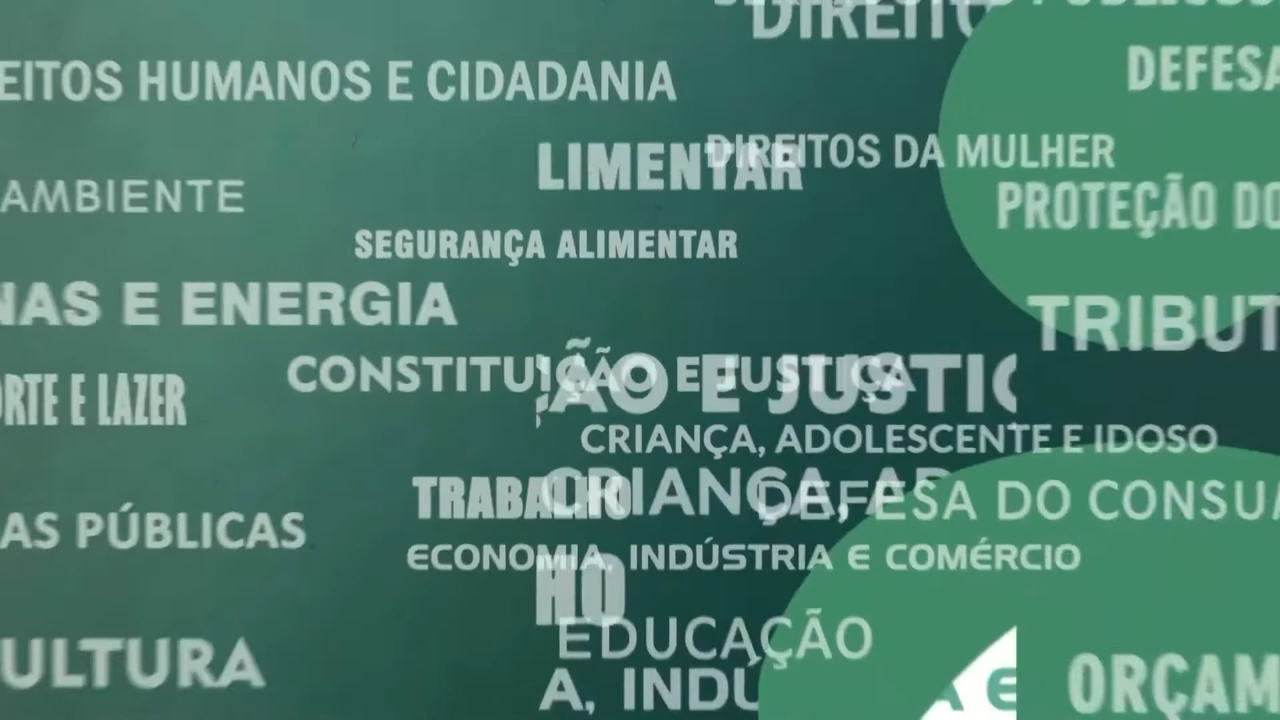 DIREITO
EITOS HUMANOS E CIDADANIA
DEFESA
LIMENTAR
DIREITOS DA MULHER
AMBIENTE
PROTEÇÃO DO
SEGURANÇA ALIMENTAR
NAS E ENERGIA
TRIBUT
CONSTITUIÇÃO E JUSTIÇA
ÃO E JUSTIÇ
ORTE E LAZER
CRIANÇA, ADOLESCENTE E IDOSO
TRABALHO
CRIANÇA, AD
DEFESA DO CONSU
AS PÚBLICAS
ECONOMIA, INDÚSTRIA E COMÉRCIO
HO
EDUCAÇÃO
ULTURA
A, INDÚ
A E
ORÇAM